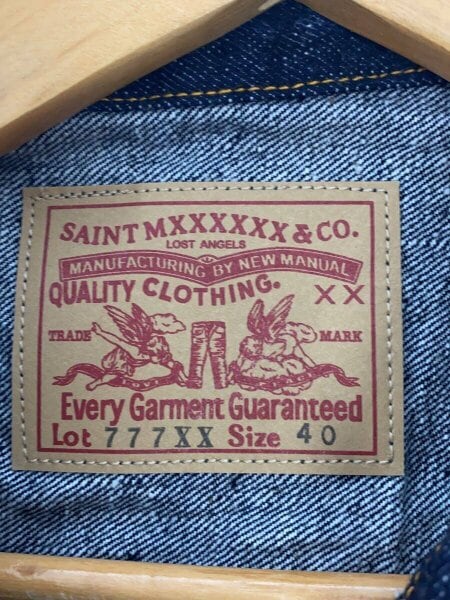 SAINT MXXXXXX & CO.
LOST ANGELS
MANUFACTURING BY NEW MANUAL
QUALITY CLOTHING. XX
TRADE MARK
Every Garment Guaranteed
Lot 777XX Size 40